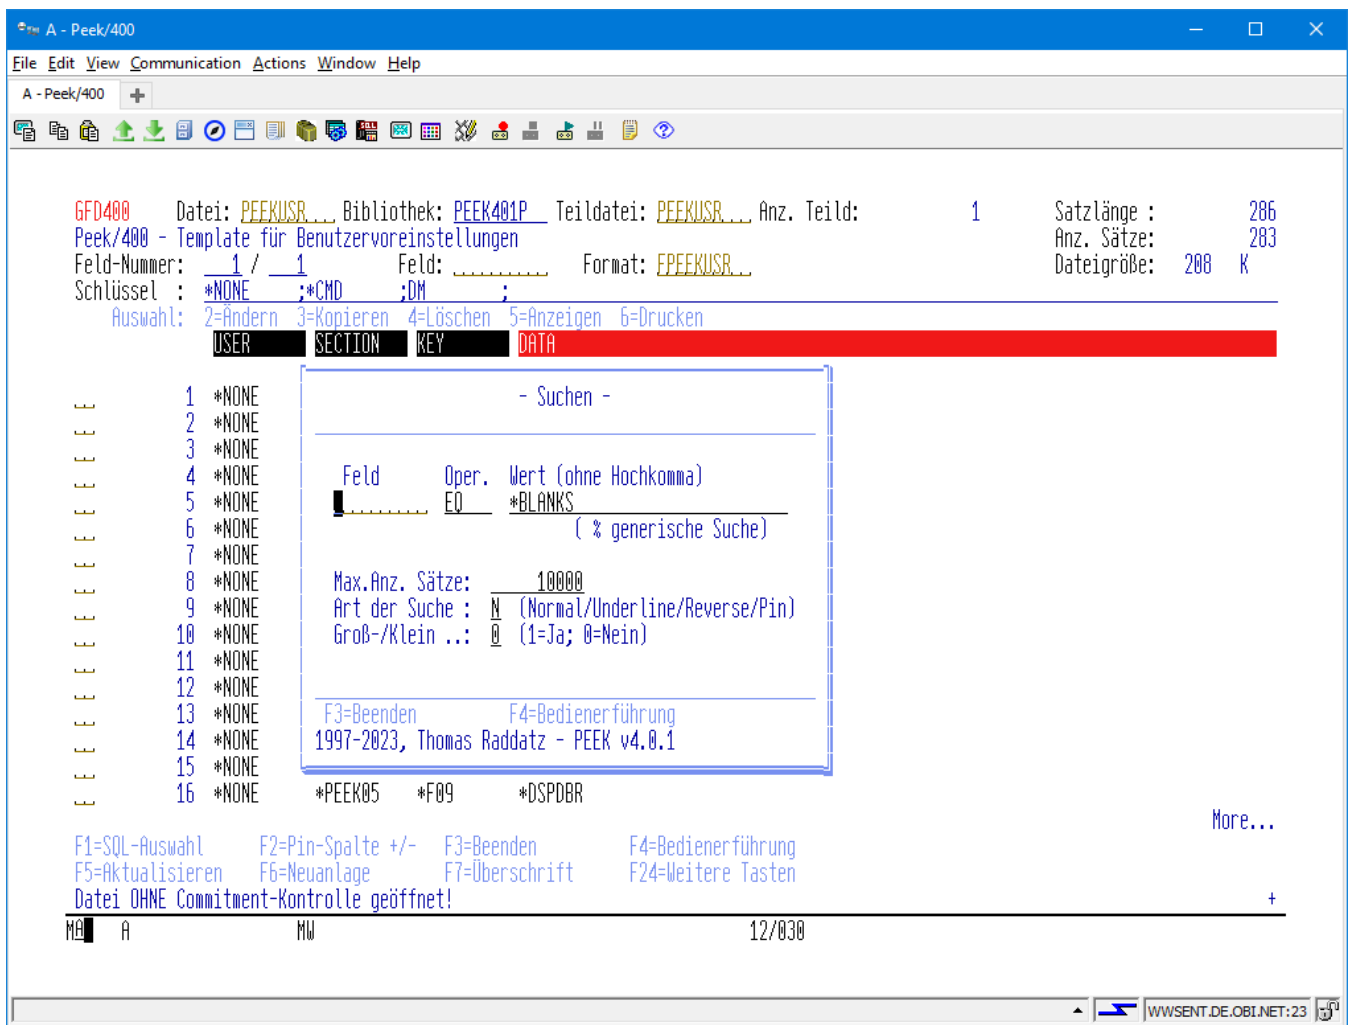 A - Peek/400
File Edit View Communication Actions Window Help
A - Peek/400
GFD400 Datei: PEEKUSR Bibliothek: PEEK401P Teildatei: PEEKUSR Anz. Teild: 1 Satzlänge : 286
Peek/400 - Template für Benutzervoreinstellungen Anz. Sätze: 283
Feld-Nummer: 1 / 1 Feld: Format: FPEEKUSR Dateigröße: 208 K
Schlüssel : *NONE ;*CMD ;DM ;
Auswahl: 2=Ändern 3=Kopieren 4=Löschen 5=Anzeigen 6=Drucken
USER SECTION KEY DATA
1 *NONE - Suchen -
2 *NONE
3 *NONE
4 *NONE Feld Oper. Wert (ohne Hochkomma)
5 *NONE EQ *BLANKS
6 *NONE ( % generische Suche)
7 *NONE
8 *NONE Max.Anz. Sätze: 10000
9 *NONE Art der Suche : N (Normal/Underline/Reverse/Pin)
10 *NONE Groß-/Klein ..: 0 (1=Ja; 0=Nein)
11 *NONE
12 *NONE
13 *NONE F3=Beenden F4=Bedienerführung
14 *NONE 1997-2023, Thomas Raddatz - PEEK v4.0.1
15 *NONE
16 *NONE *PEEK05 *F09 *DSPDBR
More...
F1=SQL-Auswahl F2=Pin-Spalte +/- F3=Beenden F4=Bedienerführung
F5=Aktualisieren F6=Neuanlage F7=Überschrift F24=Weitere Tasten
Datei OHNE Commitment-Kontrolle geöffnet! +
MA A MW 12/030
WWSENT.DE.OBI.NET:23